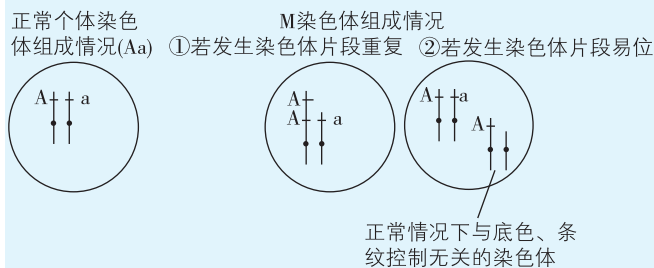 正常个体染色
体组成情况(Aa)
M染色体组成情况
①若发生染色体片段重复 ②若发生染色体片段易位
A a
A
A a
A a
A
正常情况下与底色、条
纹控制无关的染色体